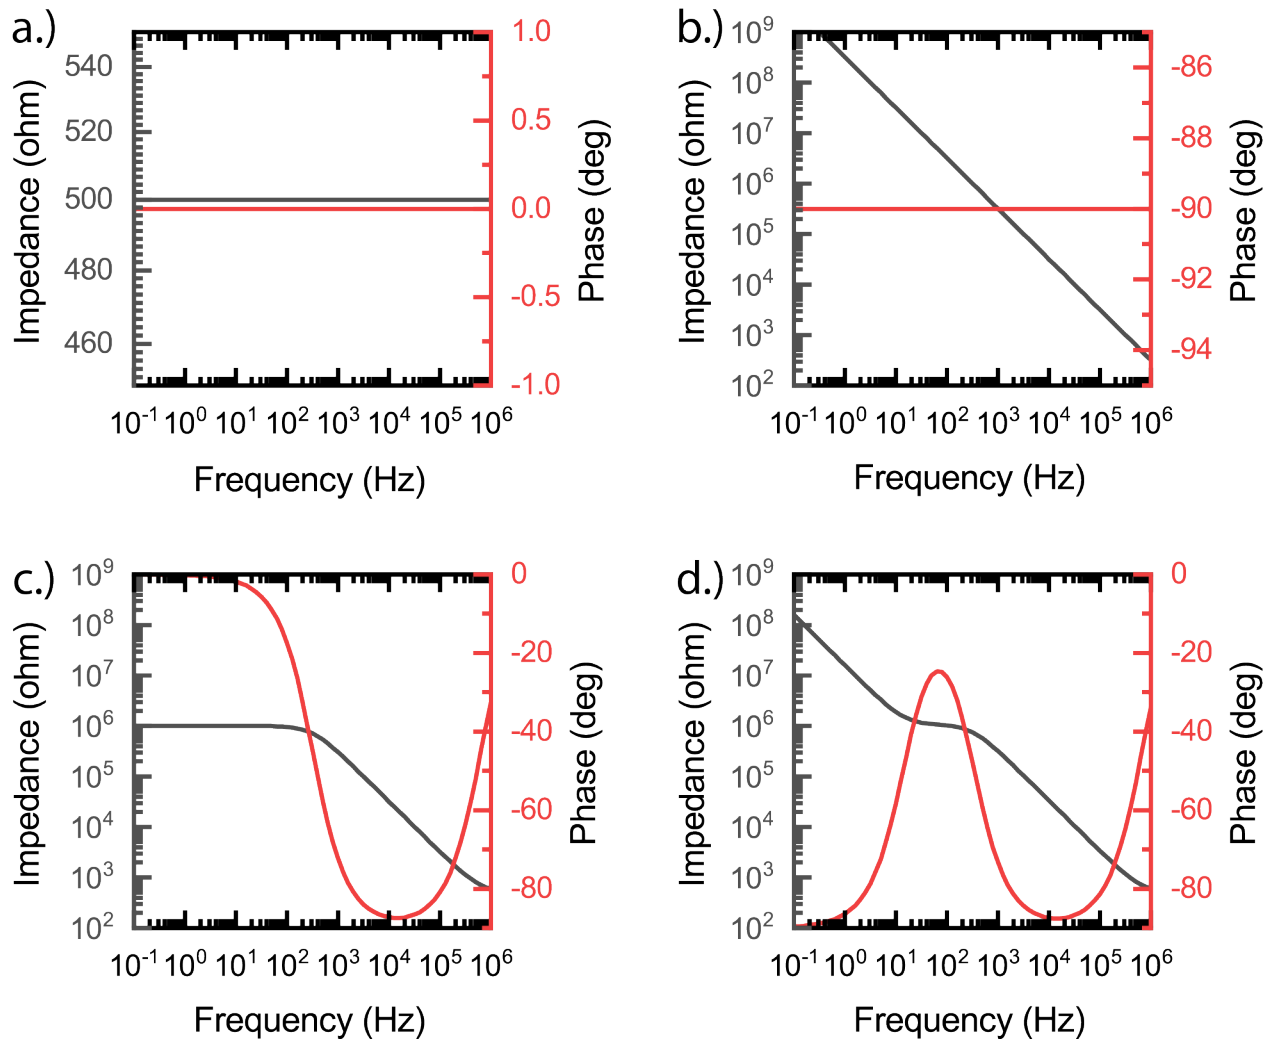 a.)
540
520
500
480
460
Impedance (ohm)
1.0
0.5
0.0
-0.5
-1.0
Phase (deg)
10⁻¹ 10⁰ 10¹ 10² 10³ 10⁴ 10⁵ 10⁶
Frequency (Hz)
b.)
10⁹
10⁸
10⁷
10⁶
10⁵
10⁴
10³
10²
Impedance (ohm)
-86
-88
-90
-92
-94
Phase (deg)
10⁻¹ 10⁰ 10¹ 10² 10³ 10⁴ 10⁵ 10⁶
Frequency (Hz)
c.)
10⁹
10⁸
10⁷
10⁶
10⁵
10⁴
10³
10²
Impedance (ohm)
0
-20
-40
-60
-80
Phase (deg)
10⁻¹ 10⁰ 10¹ 10² 10³ 10⁴ 10⁵ 10⁶
Frequency (Hz)
d.)
10⁹
10⁸
10⁷
10⁶
10⁵
10⁴
10³
10²
Impedance (ohm)
0
-20
-40
-60
-80
Phase (deg)
10⁻¹ 10⁰ 10¹ 10² 10³ 10⁴ 10⁵ 10⁶
Frequency (Hz)